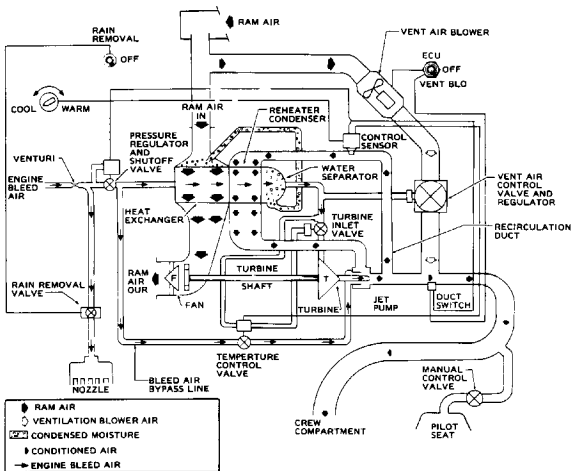 RAIN
REMOVAL
OFF
RAM AIR
VENT AIR BLOWER
ECU
OFF
VENT BLO
COOL
WARM
RAM AIR
IN
REHEATER
CONDENSER
PRESSURE
REGULATOR
AND
SHUTOFF
VALVE
CONTROL
SENSOR
VENTURI
WATER
SEPARATOR
ENGINE
BLEED
AIR
VENT AIR
CONTROL
VALVE AND
REGULATOR
HEAT
EXCHANGER
TURBINE
INLET
VALVE
RECIRCULATION
DUCT
RAM
AIR
OUR
F
TURBINE
SHAFT
T
FAN
RAIN REMOVAL
VALVE
TURBINE
JET
PUMP
DUCT
SWITCH
TEMPERTURE
CONTROL
VALVE
NOZZLE
BLEED AIR
BYPASS LINE
MANUAL
CONTROL
VALVE
CREW
COMPARTMENT
PILOT
SEAT
RAM AIR
VENTILATION BLOWER AIR
CONDENSED MOISTURE
CONDITIONED AIR
ENGINE BLEED AIR